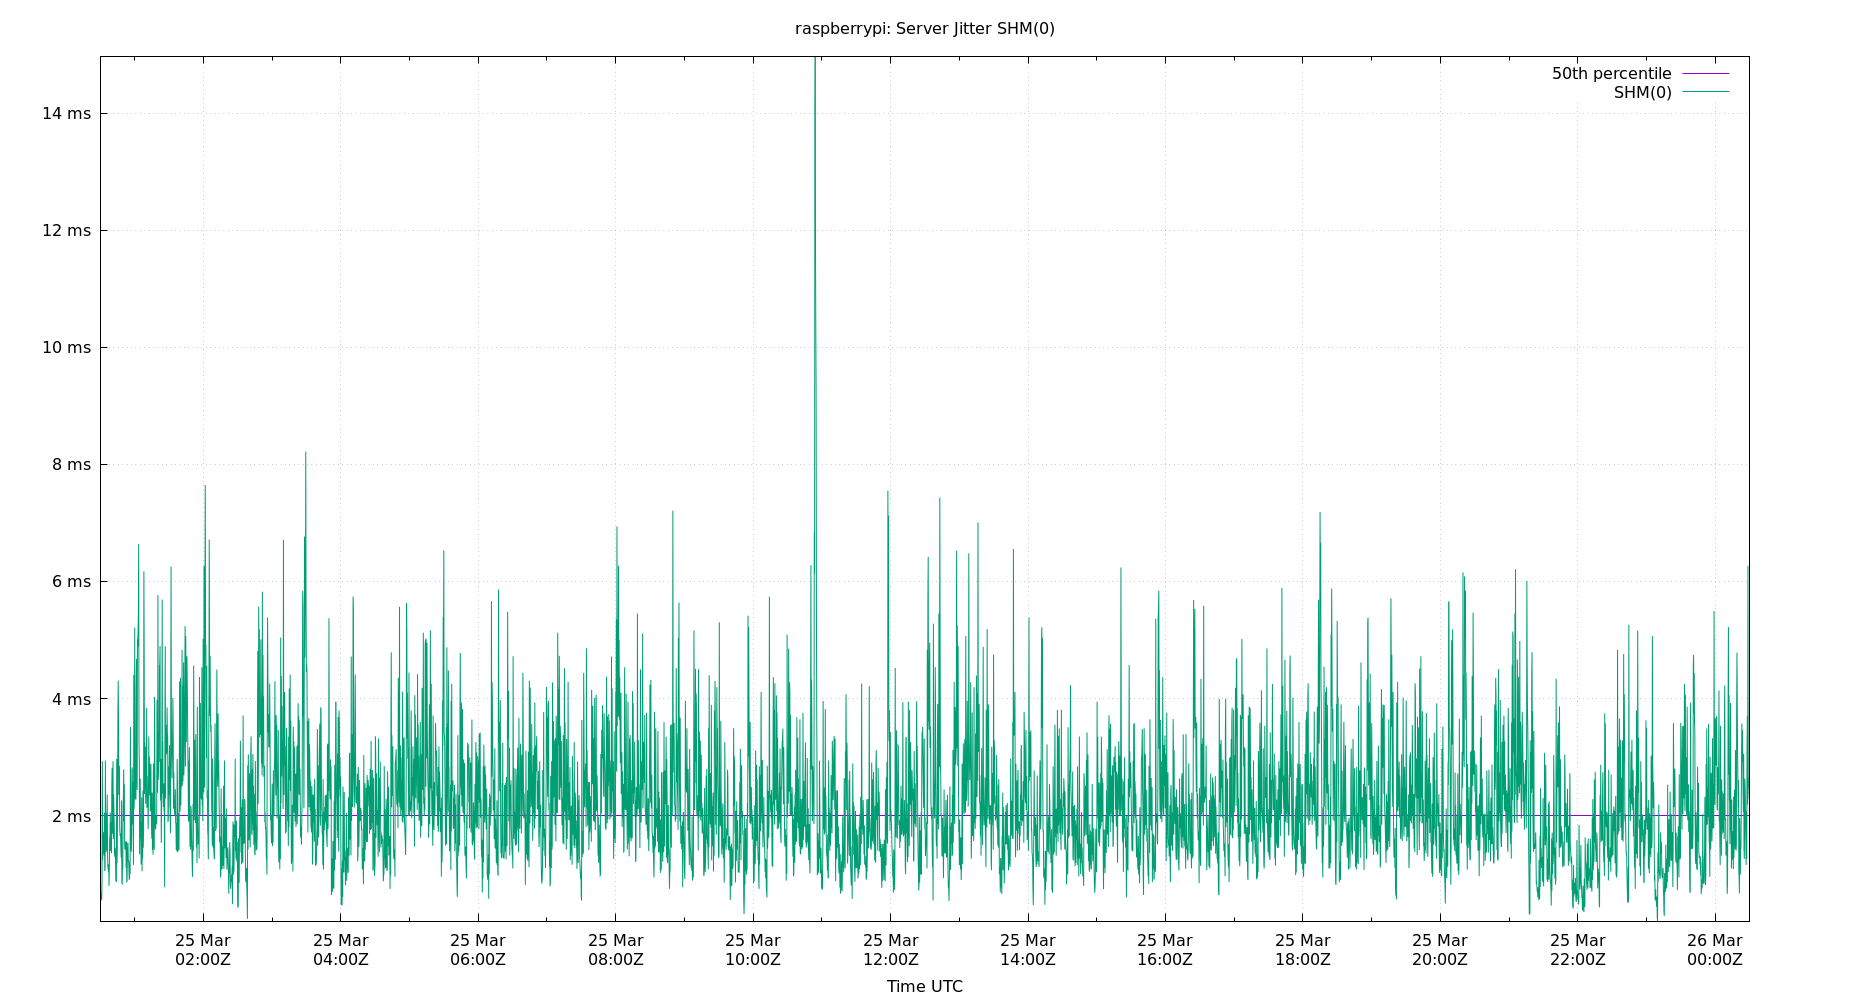 raspberrypi: Server Jitter SHM(0)
50th percentile
SHM(0)
14 ms
12 ms
10 ms
8 ms
6 ms
4 ms
2 ms
25 Mar 25 Mar 25 Mar 25 Mar 25 Mar 25 Mar 25 Mar 25 Mar 25 Mar 25 Mar 25 Mar 26 Mar
02:00Z 04:00Z 06:00Z 08:00Z 10:00Z 12:00Z 14:00Z 16:00Z 18:00Z 20:00Z 22:00Z 00:00Z
Time UTC